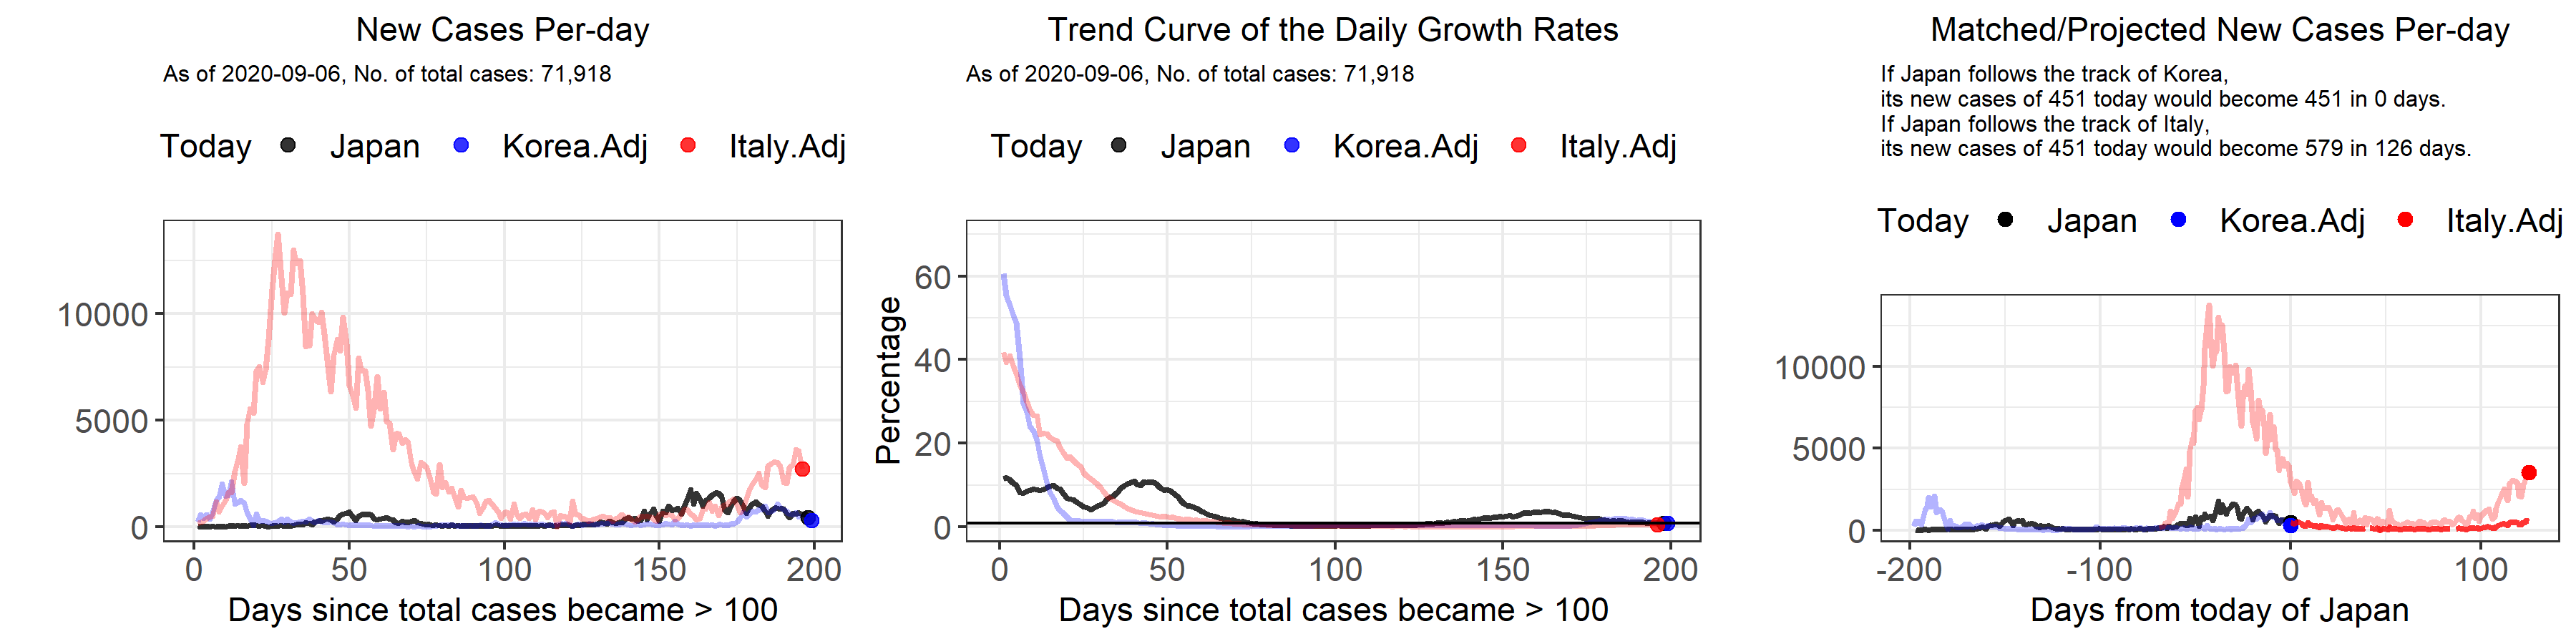 New Cases Per-day
As of 2020-09-06, No. of total cases: 71,918
Today Japan Korea.Adj Italy.Adj
10000
5000
0
0 50 100 150 200
Days since total cases became > 100
Trend Curve of the Daily Growth Rates
As of 2020-09-06, No. of total cases: 71,918
Today Japan Korea.Adj Italy.Adj
Percentage
60
40
20
0
0 50 100 150 200
Days since total cases became > 100
Matched/Projected New Cases Per-day
If Japan follows the track of Korea,
its new cases of 451 today would become 451 in 0 days.
If Japan follows the track of Italy,
its new cases of 451 today would become 579 in 126 days.
Today Japan Korea.Adj Italy.Adj
10000
5000
0
-200 -100 0 100
Days from today of Japan